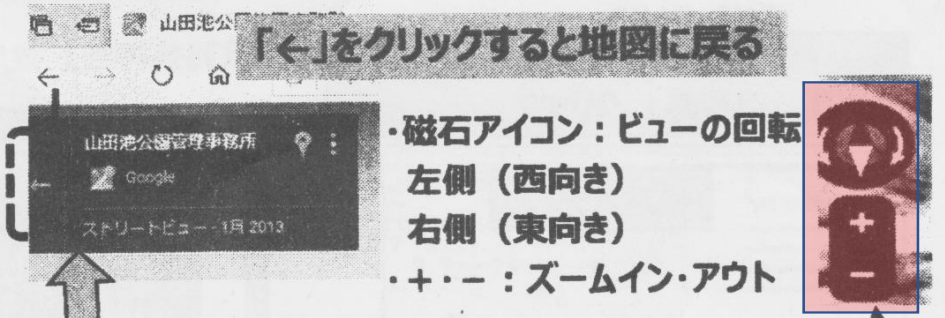 山田池公
「←」をクリックすると地図に戻る
山田池公園管理事務所
Google
ストリートビュー - 1月 2013
・磁石アイコン：ビューの回転
左側（西向き）
右側（東向き）
・＋・－：ズームイン・アウト
+
−